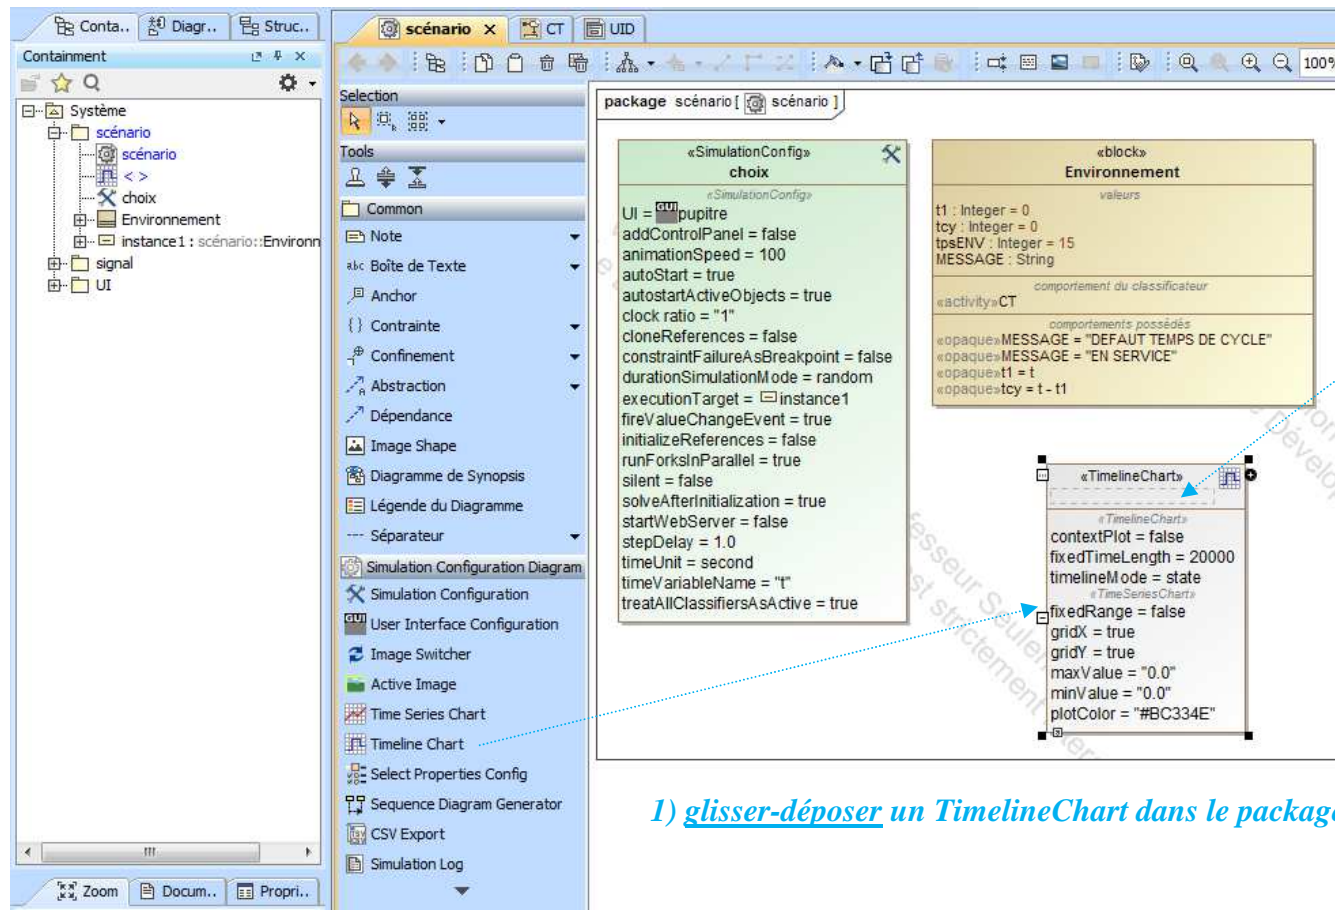 Conta..
Diagr..
Struc..
scénario
CT
UID
Containment
100%
Selection
Tools
Common
Note
abc Boîte de Texte
Anchor
{} Contrainte
Confinement
Abstraction
Dépendance
Image Shape
Diagramme de Synopsis
Légende du Diagramme
--- Séparateur
Simulation Configuration Diagram
Simulation Configuration
GUI User Interface Configuration
Image Switcher
Active Image
Time Series Chart
Timeline Chart
Select Properties Config
Sequence Diagram Generator
CSV Export
Simulation Log
Système
scénario
scénario
< >
choix
Environnement
instance1 : scénario::Environn
signal
UI
Zoom
Docum..
Propri..
package scénario [ scénario ]
«SimulationConfig»
choix
«SimulationConfig»
UI = GUI pupitre
addControlPanel = false
animationSpeed = 100
autoStart = true
autostartActiveObjects = true
clock ratio = "1"
cloneReferences = false
constraintFailureAsBreakpoint = false
durationSimulationMode = random
executionTarget = instance1
fireValueChangeEvent = true
initializeReferences = false
runForksInParallel = true
silent = false
solveAfterInitialization = true
startWebServer = false
stepDelay = 1.0
timeUnit = second
timeVariableName = "t"
treatAllClassifiersAsActive = true
«block»
Environnement
valeurs
t1 : Integer = 0
tcy : Integer = 0
tpsENV : Integer = 15
MESSAGE : String
comportement du classificateur
«activity»CT
comportements possédés
«opaque»MESSAGE = "DEFAUT TEMPS DE CYCLE"
«opaque»MESSAGE = "EN SERVICE"
«opaque»t1 = t
«opaque»tcy = t - t1
«TimelineChart»
«TimelineChart»
contextPlot = false
fixedTimeLength = 20000
timelineMode = state
«TimeSeriesChart»
fixedRange = false
gridX = true
gridY = true
maxValue = "0.0"
minValue = "0.0"
plotColor = "#BC334E"
1) glisser-déposer un TimelineChart dans le package